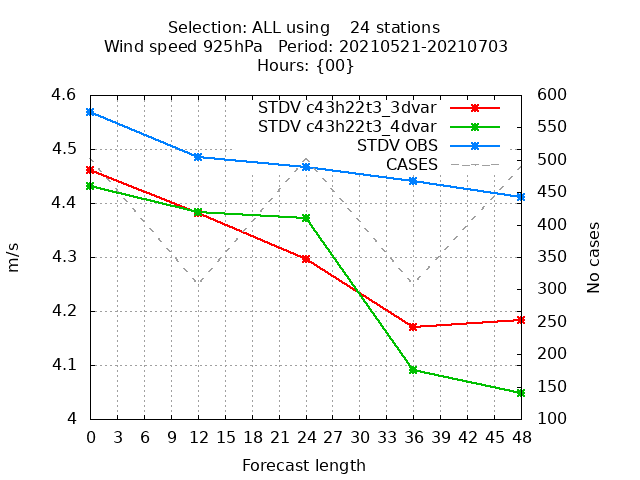 Selection: ALL using    24 stations
Wind speed 925hPa   Period: 20210521-20210703
Hours: {00}
STDV c43h22t3_3dvar
STDV c43h22t3_4dvar
STDV OBS
CASES
4.6
4.5
4.4
4.3
4.2
4.1
4
m/s
600
550
500
450
400
350
300
250
200
150
100
No cases
0 3 6 9 12 15 18 21 24 27 30 33 36 39 42 45 48
Forecast length